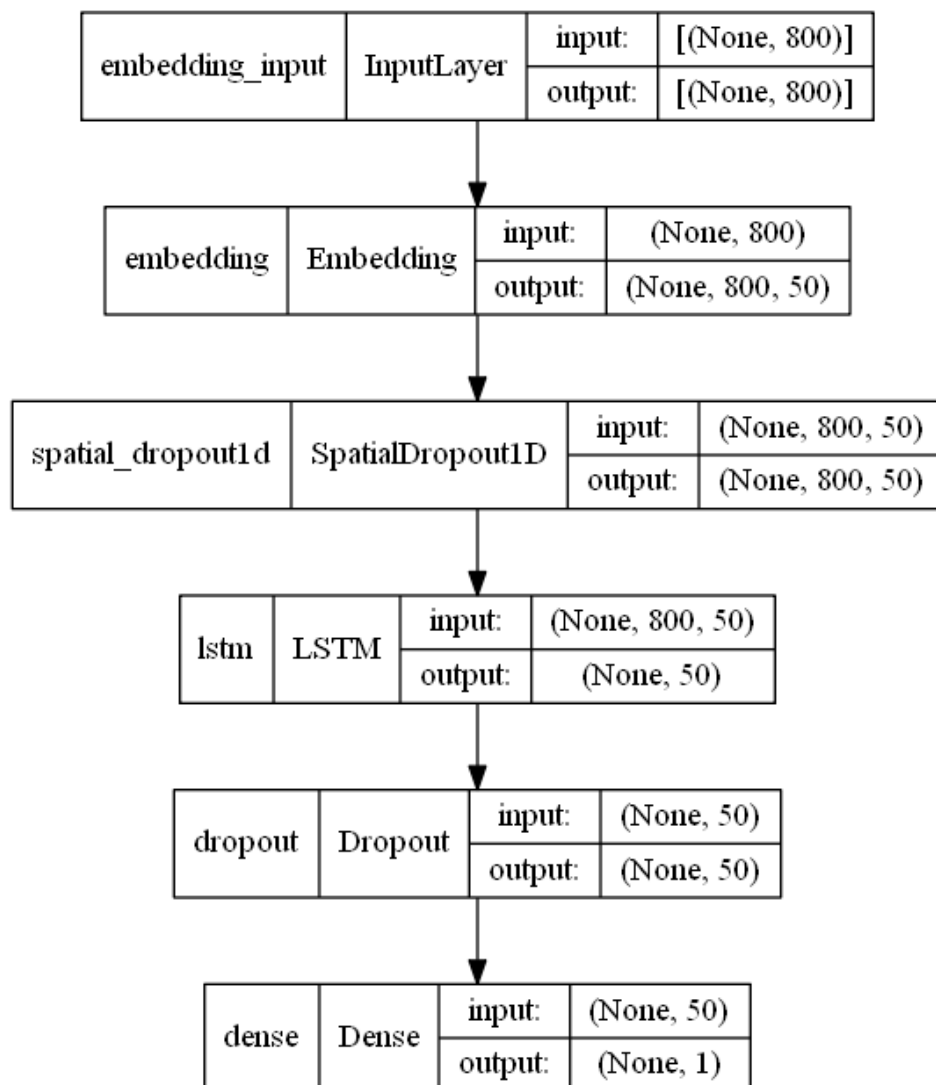 embedding_input InputLayer input: [(None, 800)]
output: [(None, 800)]
embedding Embedding input: (None, 800)
output: (None, 800, 50)
spatial_dropout1d SpatialDropout1D input: (None, 800, 50)
output: (None, 800, 50)
lstm LSTM input: (None, 800, 50)
output: (None, 50)
dropout Dropout input: (None, 50)
output: (None, 50)
dense Dense input: (None, 50)
output: (None, 1)